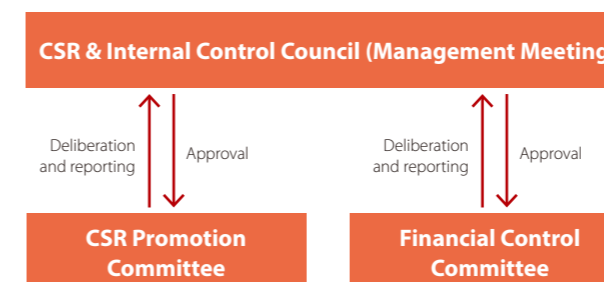 CSR & Internal Control Council (Management Meeting
Deliberation
and reporting
Approval
Deliberation
and reporting
Approval
CSR Promotion
Committee
Financial Control
Committee